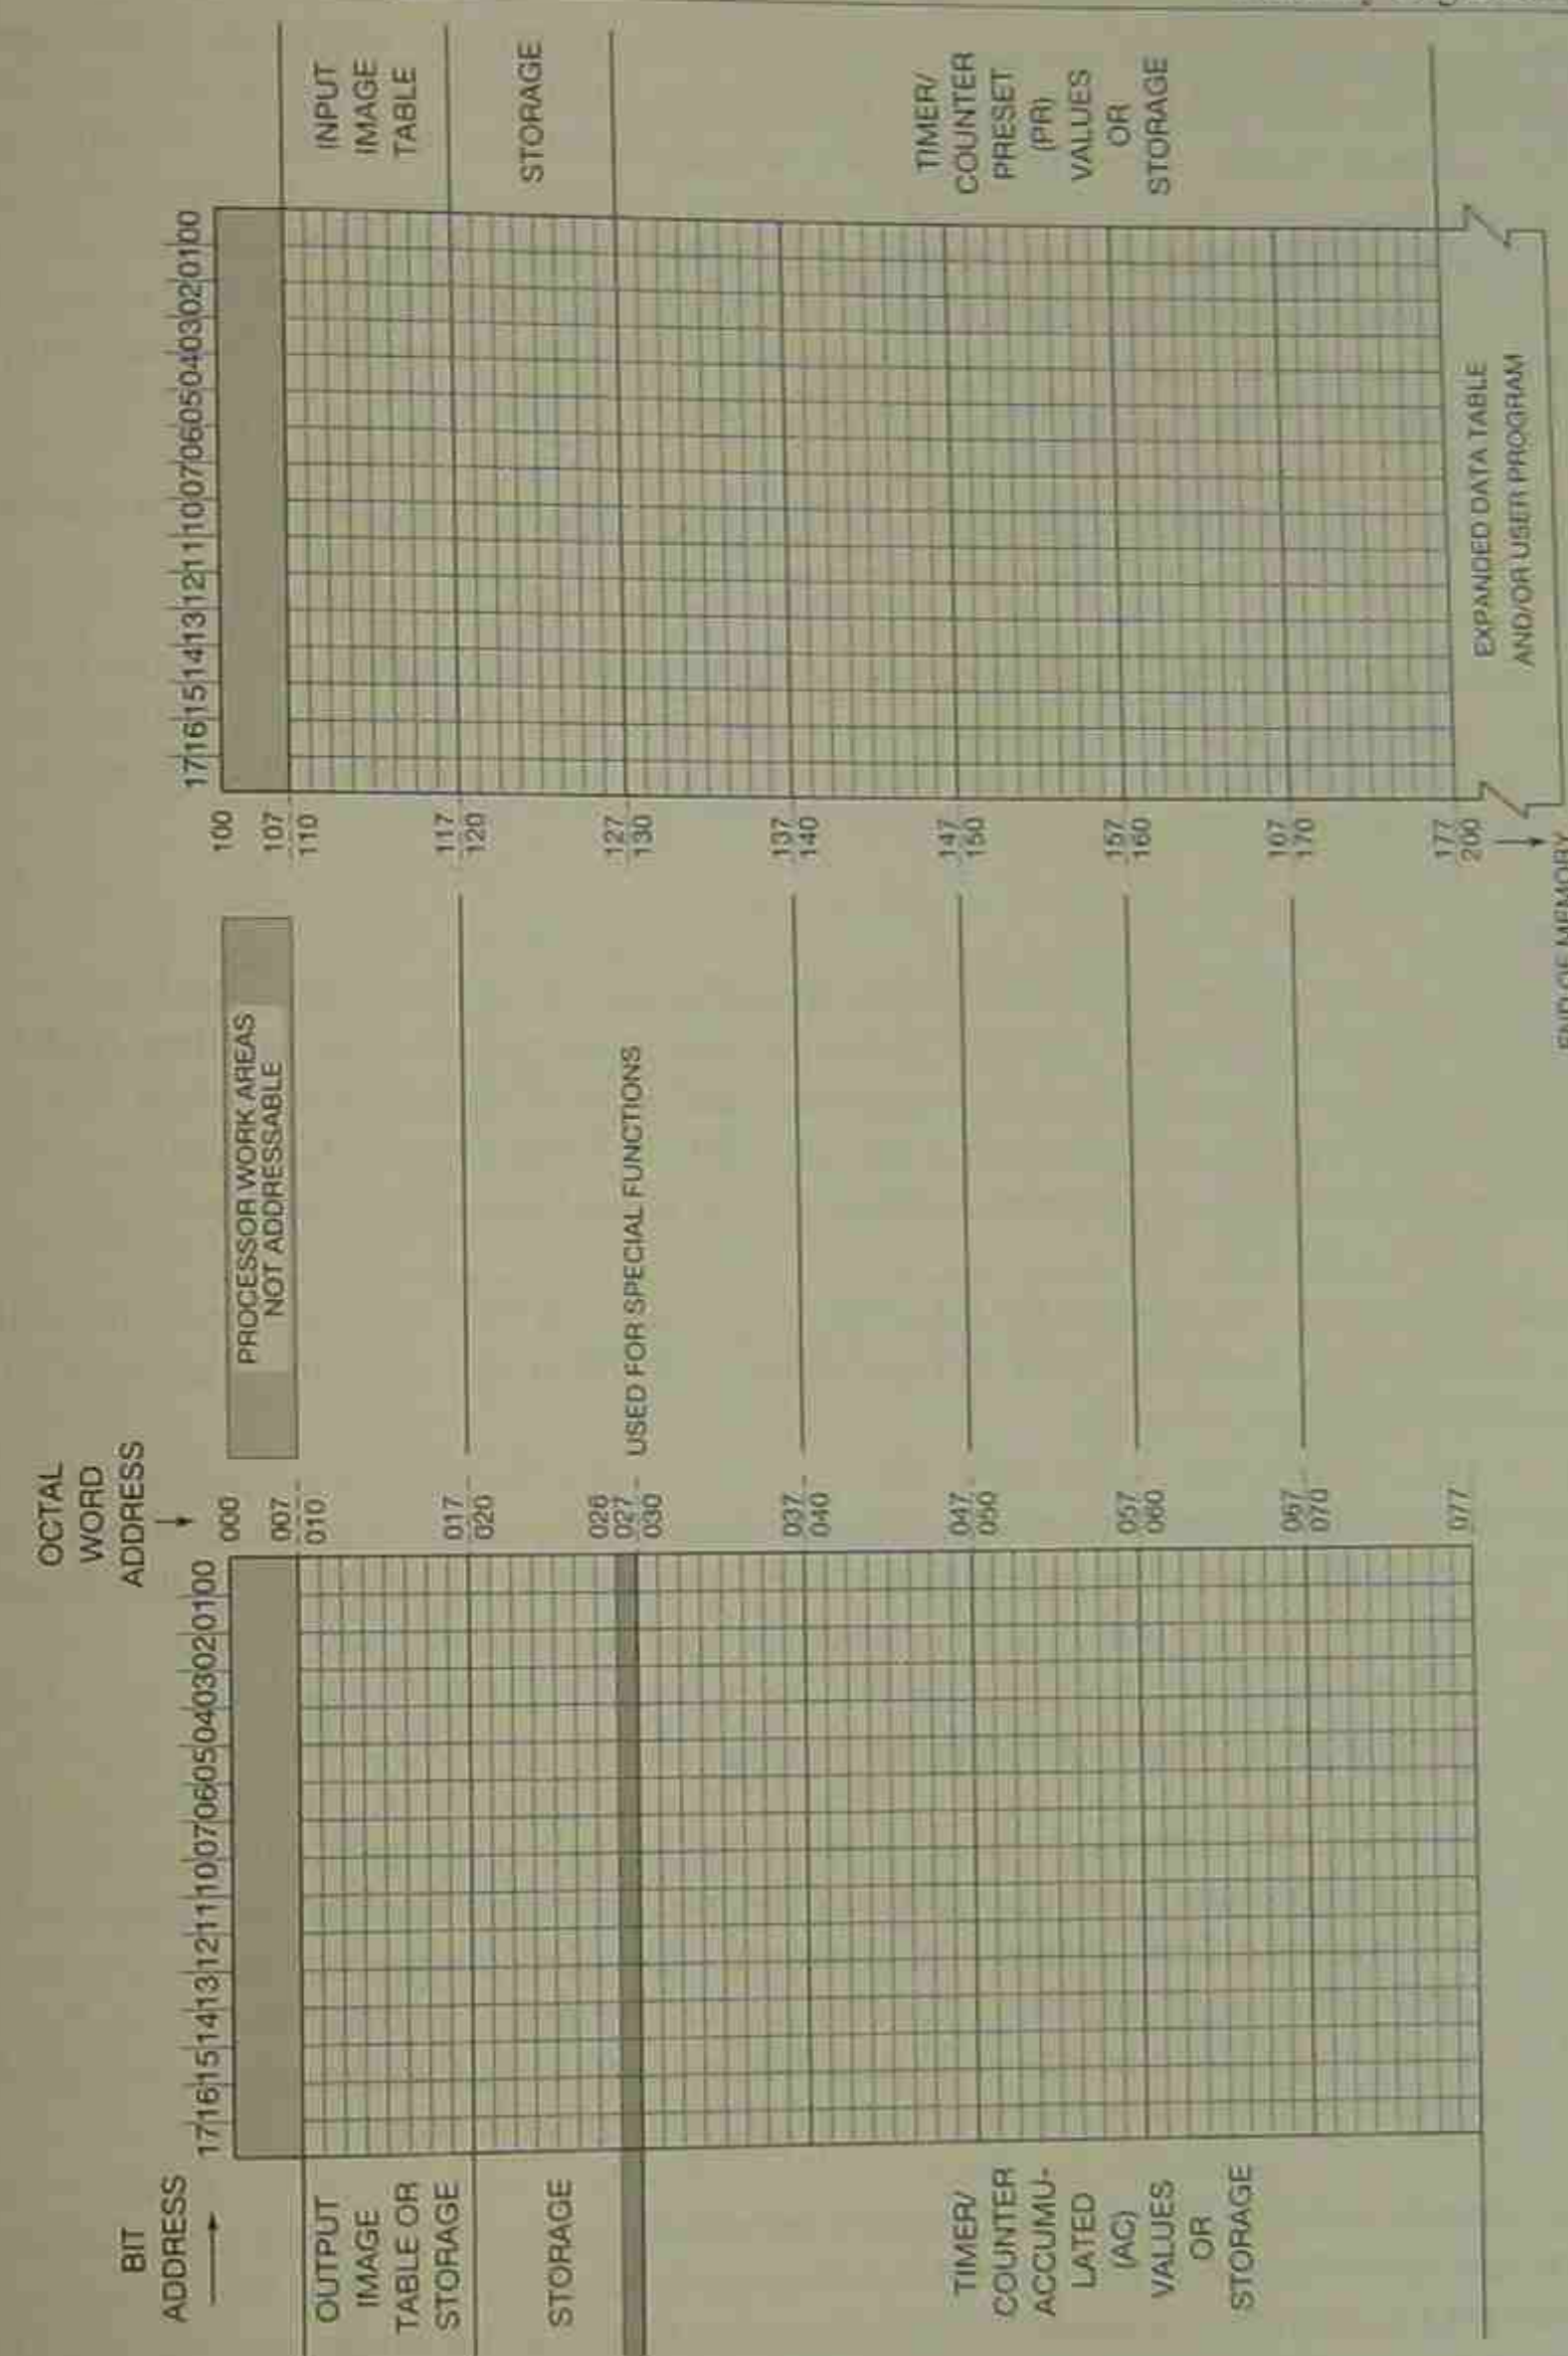 OCTAL
WORD
ADDRESS
BIT
ADDRESS
17 16 15 14 13 12 11 10 07 06 05 04 03 02 01 00
000
007
010
017
020
026
027
030
037
040
047
050
057
060
067
070
077
OUTPUT
IMAGE
TABLE OR
STORAGE
STORAGE
TIMER/
COUNTER
ACCUMU-
LATED
(AC)
VALUES
OR
STORAGE
PROCESSOR WORK AREAS
NOT ADDRESSABLE
USED FOR SPECIAL FUNCTIONS
17 16 15 14 13 12 11 10 07 06 05 04 03 02 01 00
100
107
110
117
120
127
130
137
140
147
150
157
160
167
170
177
200
INPUT
IMAGE
TABLE
STORAGE
TIMER/
COUNTER
PRESET
(PR)
VALUES
OR
STORAGE
EXPANDED DATA TABLE
AND/OR USER PROGRAM
END OF MEMORY